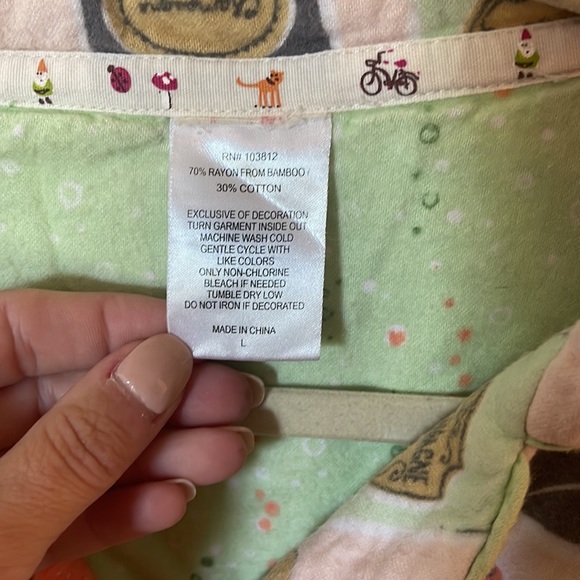 RN# 103812
70% RAYON FROM BAMBOO/
30% COTTON
EXCLUSIVE OF DECORATION
TURN GARMENT INSIDE OUT
MACHINE WASH COLD
GENTLE CYCLE WITH
LIKE COLORS
ONLY NON-CHLORINE
BLEACH IF NEEDED
TUMBLE DRY LOW
DO NOT IRON IF DECORATED
MADE IN CHINA
L